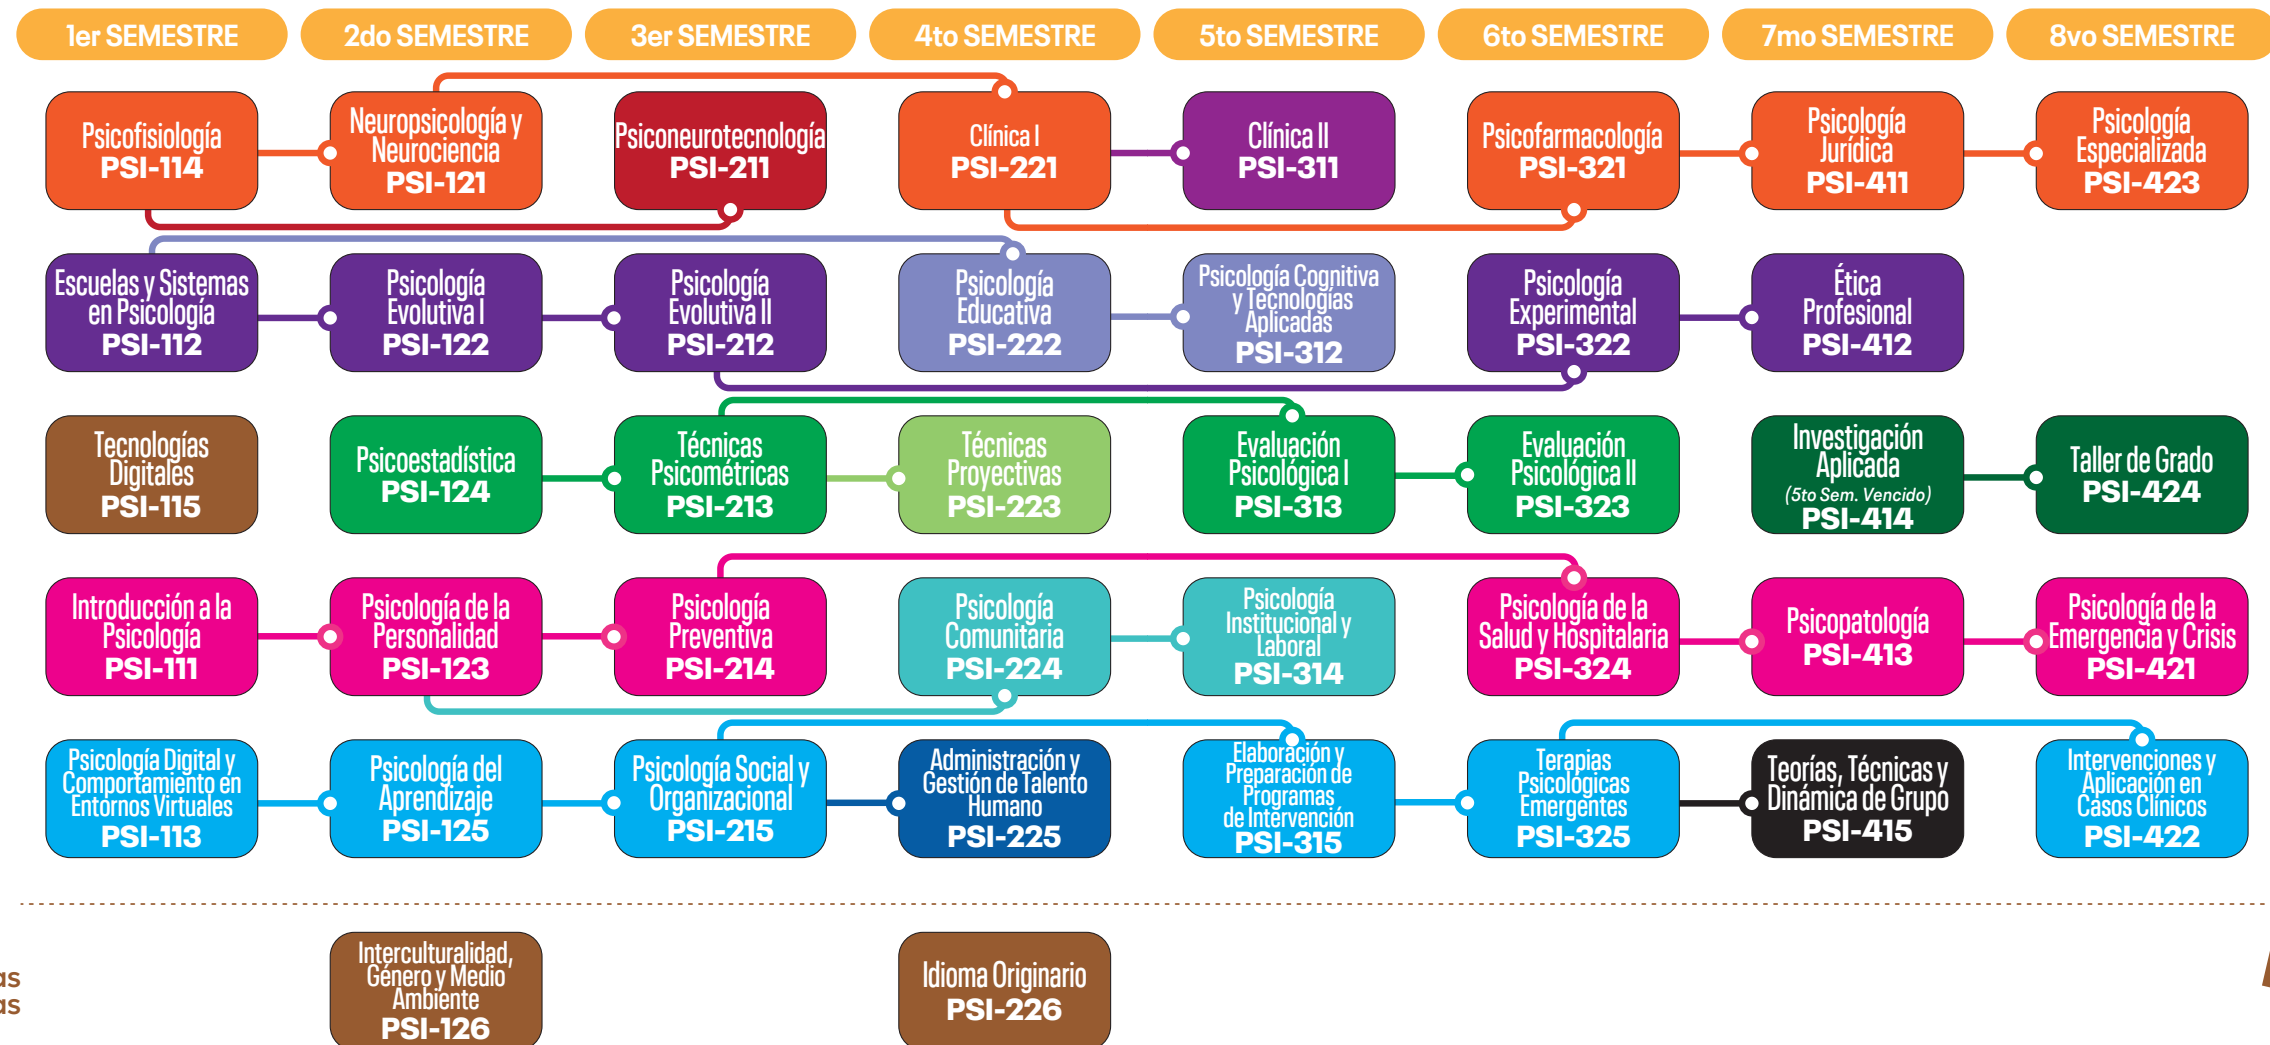 1er SEMESTRE
2do SEMESTRE
3er SEMESTRE
4to SEMESTRE
5to SEMESTRE
6to SEMESTRE
7mo SEMESTRE
8vo SEMESTRE
Psicofisiología
PSI-114
Neuropsicología y
Neurociencia
PSI-121
Psiconeurotecnología
PSI-211
Clínica I
PSI-221
Clínica II
PSI-311
Psicofarmacología
PSI-321
Psicología
Jurídica
PSI-411
Psicología
Especializada
PSI-423
Escuelas y Sistemas
en Psicología
PSI-112
Psicología
Evolutiva I
PSI-122
Psicología
Evolutiva II
PSI-212
Psicología
Educativa
PSI-222
Psicología Cognitiva
y Tecnologías
Aplicadas
PSI-312
Psicología
Experimental
PSI-322
Ética
Profesional
PSI-412
Tecnologías
Digitales
PSI-115
Psicoestadística
PSI-124
Técnicas
Psicométricas
PSI-213
Técnicas
Proyectivas
PSI-223
Evaluación
Psicológica I
PSI-313
Evaluación
Psicológica II
PSI-323
Investigación
Aplicada
(5to Sem. Vencido)
PSI-414
Taller de Grado
PSI-424
Introducción a la
Psicología
PSI-111
Psicología de la
Personalidad
PSI-123
Psicología
Preventiva
PSI-214
Psicología
Comunitaria
PSI-224
Psicología
Institucional y
Laboral
PSI-314
Psicología de la
Salud y Hospitalaria
PSI-324
Psicopatología
PSI-413
Psicología de la
Emergencia y Crisis
PSI-421
Psicología Digital y
Comportamiento en
Entornos Virtuales
PSI-113
Psicología del
Aprendizaje
PSI-125
Psicología Social y
Organizacional
PSI-215
Administración y
Gestión de Talento
Humano
PSI-225
Elaboración y
Preparación de
Programas
de Intervención
PSI-315
Terapias
Psicológicas
Emergentes
PSI-325
Teorías, Técnicas y
Dinámica de Grupo
PSI-415
Intervenciones y
Aplicación en
Casos Clínicos
PSI-422
as
as
Interculturalidad,
Género y Medio
Ambiente
PSI-126
Idioma Originario
PSI-226